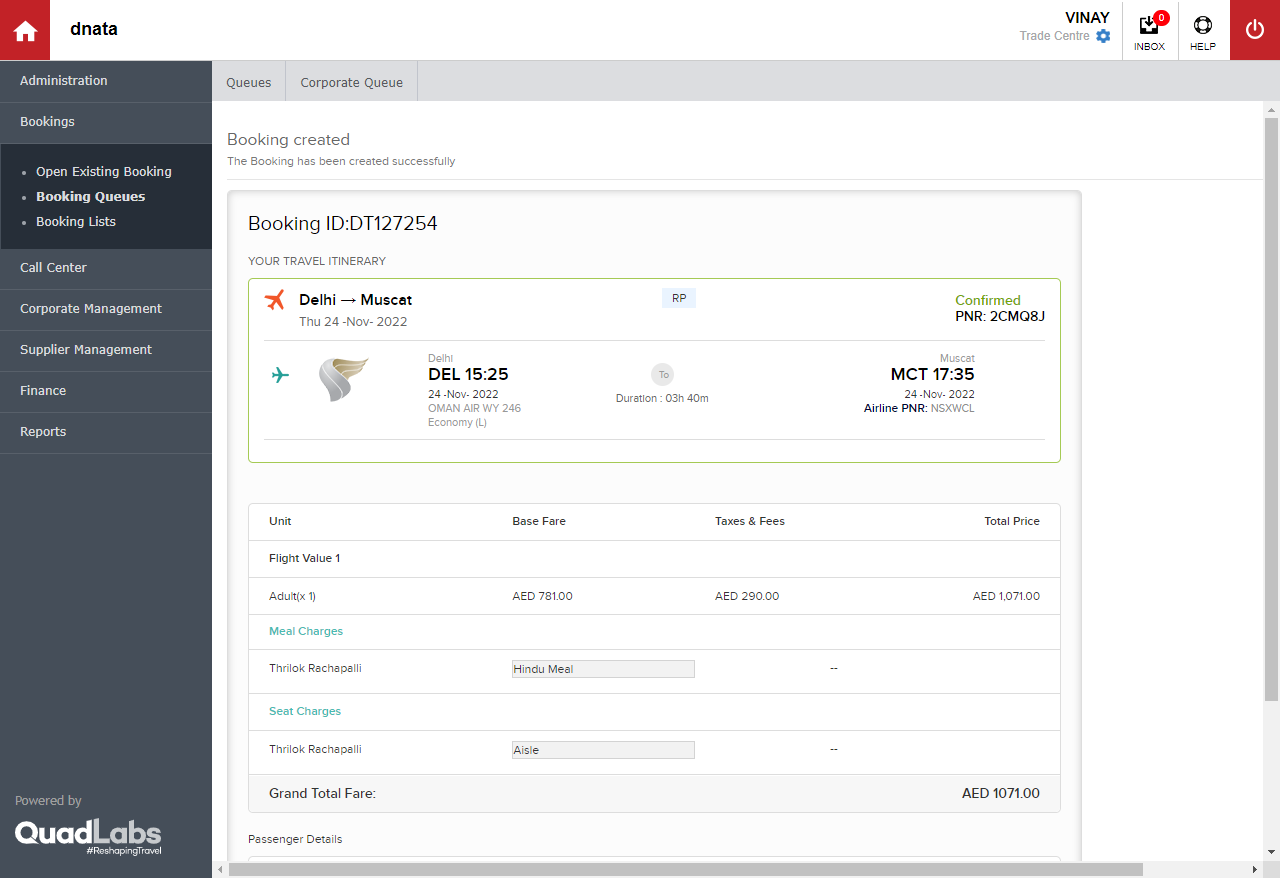 dnata
VINAY
Trade Centre
0
INBOX
HELP
Administration
Bookings
Open Existing Booking
Booking Queues
Booking Lists
Call Center
Corporate Management
Supplier Management
Finance
Reports
Powered by
QuadLabs
#ReshapingTravel
Queues
Corporate Queue
Booking created
The Booking has been created successfully
Booking ID:DT127254
YOUR TRAVEL ITINERARY
Delhi → Muscat
RP
Confirmed
Thu 24 -Nov- 2022
PNR: 2CMQ8J
Delhi
Muscat
DEL 15:25
To
MCT 17:35
24 -Nov- 2022
Duration : 03h 40m
24 -Nov- 2022
OMAN AIR WY 246
Airline PNR: NSXWCL
Economy (L)
Unit Base Fare Taxes & Fees Total Price
Flight Value 1
Adult(x 1) AED 781.00 AED 290.00 AED 1,071.00
Meal Charges
Thrilok Rachapalli Hindu Meal --
Seat Charges
Thrilok Rachapalli Aisle --
Grand Total Fare: AED 1071.00
Passenger Details